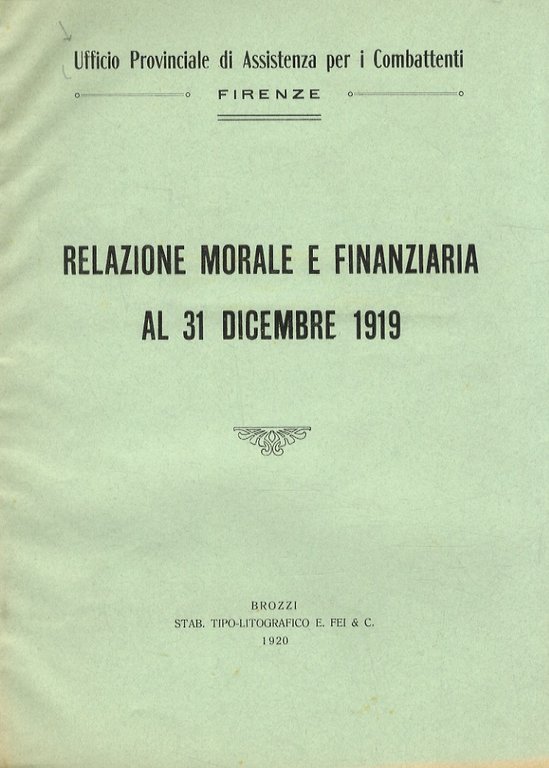 Ufficio Provinciale di Assistenza per i Combattenti
FIRENZE
RELAZIONE MORALE E FINANZIARIA
AL 31 DICEMBRE 1919
BROZZI
STAB. TIPO-LITOGRAFICO E. FEI & C.
1920